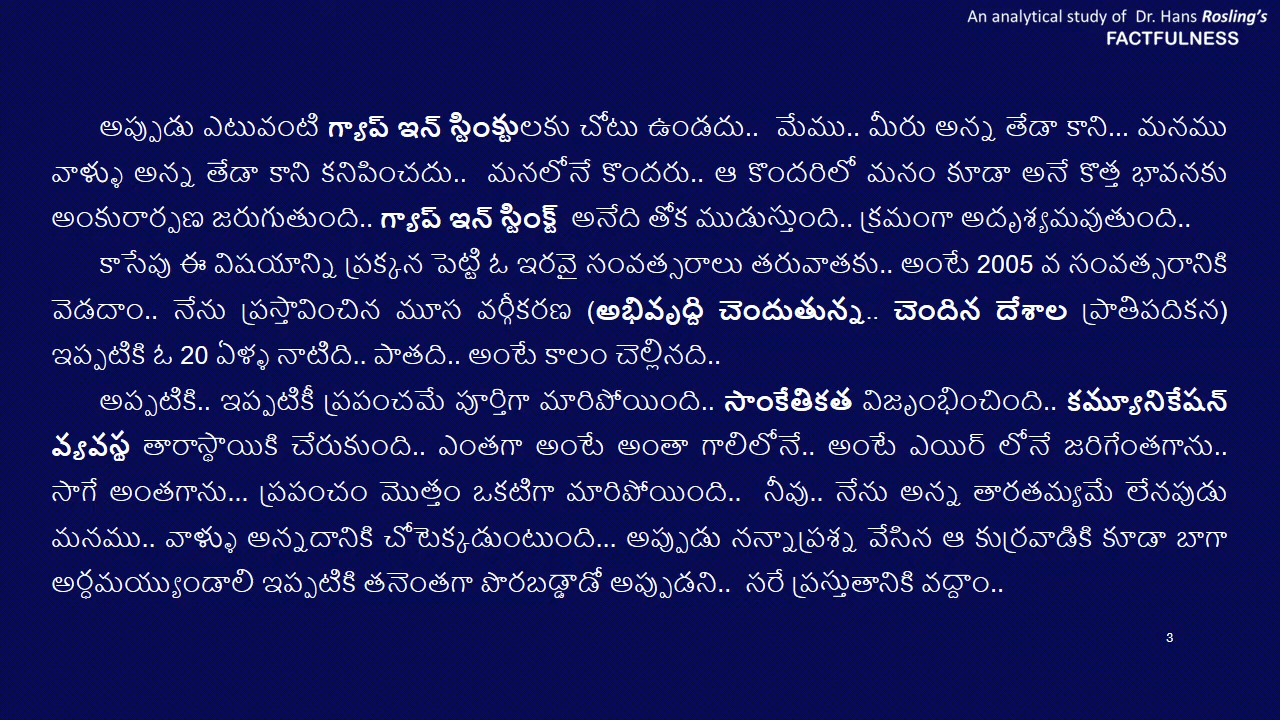 An analytical study of Dr. Hans Rosling's
FACTFULNESS
అప్పుడు ఎటువంటి గ్యాప్ ఇన్ స్టింక్టులకు చోటు ఉండదు.. మేము.. మీరు అన్న తేడా కాని... మనము
వాళ్ళు అన్న తేడా కాని కనిపించదు.. మనలోనే కొందరు.. ఆ కొందరిలో మనం కూడా అనే కొత్త భావనకు
అంకురార్పణ జరుగుతుంది.. గ్యాప్ ఇన్ స్టింక్ట్ అనేది తోక ముడుస్తుంది.. క్రమంగా అదృశ్యమవుతుంది..
కాసేపు ఈ విషయాన్ని ప్రక్కన పెట్టి ఓ ఇరవై సంవత్సరాలు తరువాతకు.. అంటే 2005 వ సంవత్సరానికి
వెడదాం.. నేను ప్రస్తావించిన మూస వర్గీకరణ (అభివృద్ది చెందుతున్న.. చెందిన దేశాల ప్రాతిపదికన)
ఇప్పటికి ఓ 20 ఏళ్ళ నాటిది.. పాతది.. అంటే కాలం చెల్లినది..
అప్పటికి.. ఇప్పటికీ ప్రపంచమే పూర్తిగా మారిపోయింది.. సాంకేతికత విజృంభించింది.. కమ్యూనికేషన్
వ్యవస్థ తారాస్థాయికి చేరుకుంది.. ఎంతగా అంటే అంతా గాలిలోనే.. అంటే ఎయిర్ లోనే జరిగేంతగాను..
సాగే అంతగాను... ప్రపంచం మొత్తం ఒకటిగా మారిపోయింది.. నీవు.. నేను అన్న తారతమ్యమే లేనపుడు
మనము.. వాళ్ళు అన్నదానికి చోటెక్కడుంటుంది... అప్పుడు నన్నాప్రశ్న వేసిన ఆ కుర్రవాడికి కూడా బాగా
అర్ధమయ్యుండాలి ఇప్పటికి తనెంతగా పొరబడ్డాడో అప్పుడని.. సరే ప్రస్తుతానికి వద్దాం..
3